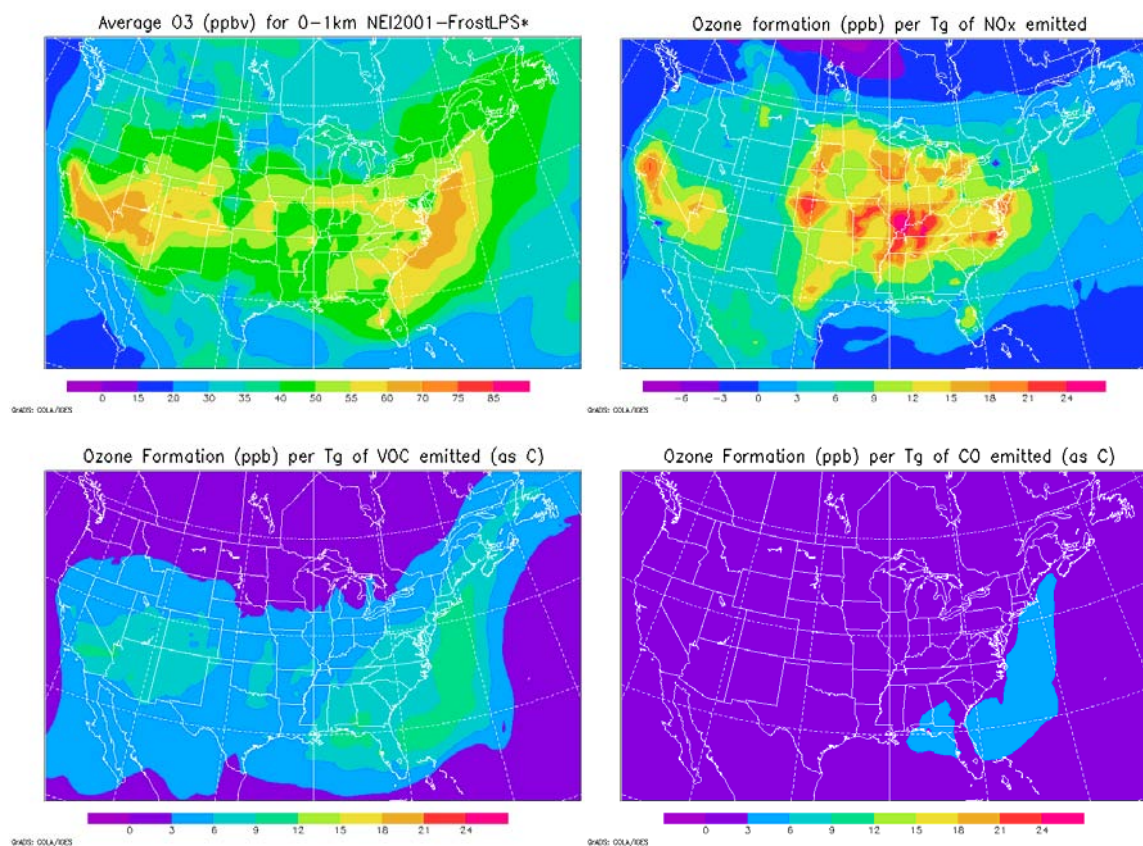 Average O3 (ppbv) for 0-1km NEI2001-FrostLPS*
0 15 20 30 35 40 50 55 60 70 75 85
GrADS: COLA/IGES
Ozone formation (ppb) per Tg of NOx emitted
-6 -3 0 3 6 9 12 15 18 21 24
GrADS: COLA/IGES
Ozone Formation (ppb) per Tg of VOC emitted (as C)
0 3 6 9 12 15 18 21 24
GrADS: COLA/IGES
Ozone Formation (ppb) per Tg of CO emitted (as C)
0 3 6 9 12 15 18 21 24
GrADS: COLA/IGES